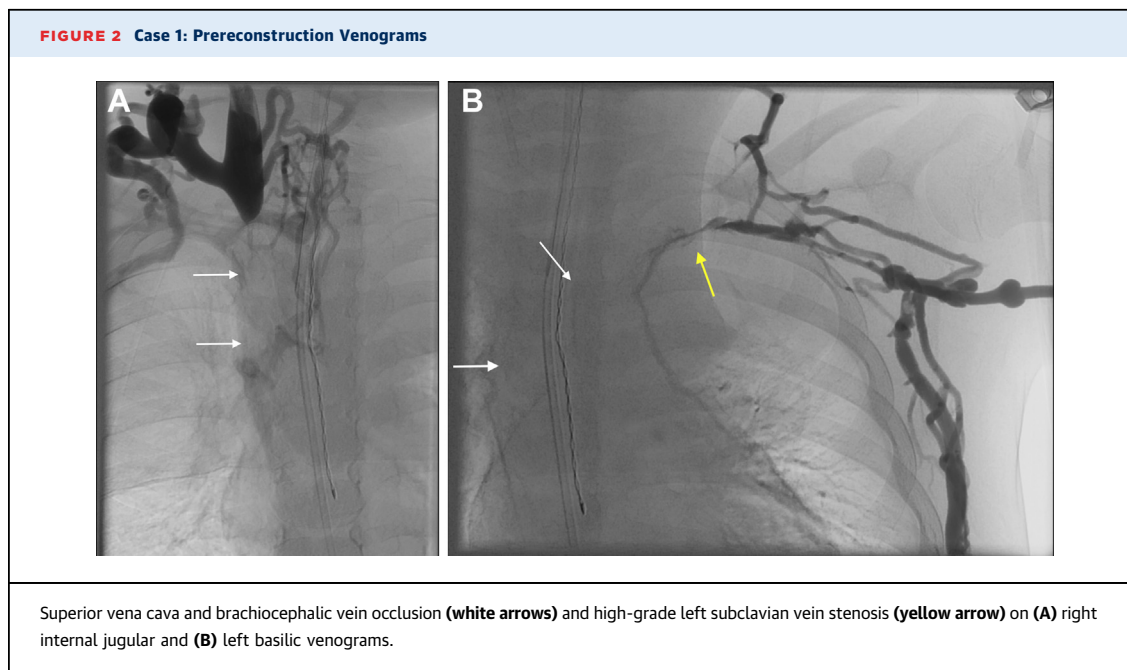 FIGURE 2 Case 1: Prereconstruction Venograms
A
B
Superior vena cava and brachiocephalic vein occlusion (white arrows) and high-grade left subclavian vein stenosis (yellow arrow) on (A) right
internal jugular and (B) left basilic venograms.